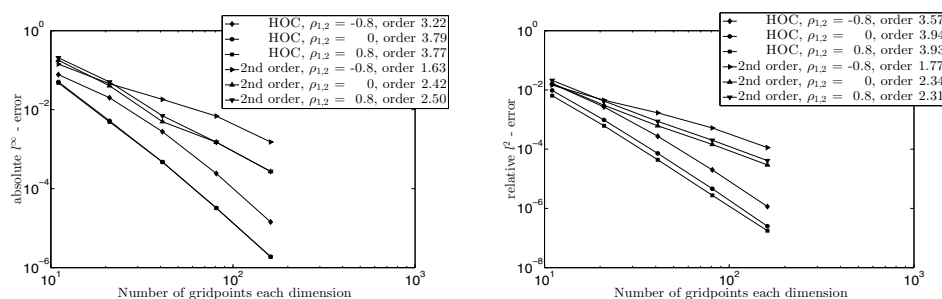 HOC, ρ1,2 = -0.8, order 3.22
HOC, ρ1,2 = 0, order 3.79
HOC, ρ1,2 = 0.8, order 3.77
2nd order, ρ1,2 = -0.8, order 1.63
2nd order, ρ1,2 = 0, order 2.42
2nd order, ρ1,2 = 0.8, order 2.50
10^0
10^-2
10^-4
10^-6
absolute l^∞ - error
10^1
10^2
10^3
Number of gridpoints each dimension
HOC, ρ1,2 = -0.8, order 3.57
HOC, ρ1,2 = 0, order 3.94
HOC, ρ1,2 = 0.8, order 3.93
2nd order, ρ1,2 = -0.8, order 1.77
2nd order, ρ1,2 = 0, order 2.34
2nd order, ρ1,2 = 0.8, order 2.31
10^0
10^-2
10^-4
10^-6
10^-8
relative l^2 - error
10^1
10^2
10^3
Number of gridpoints each dimension